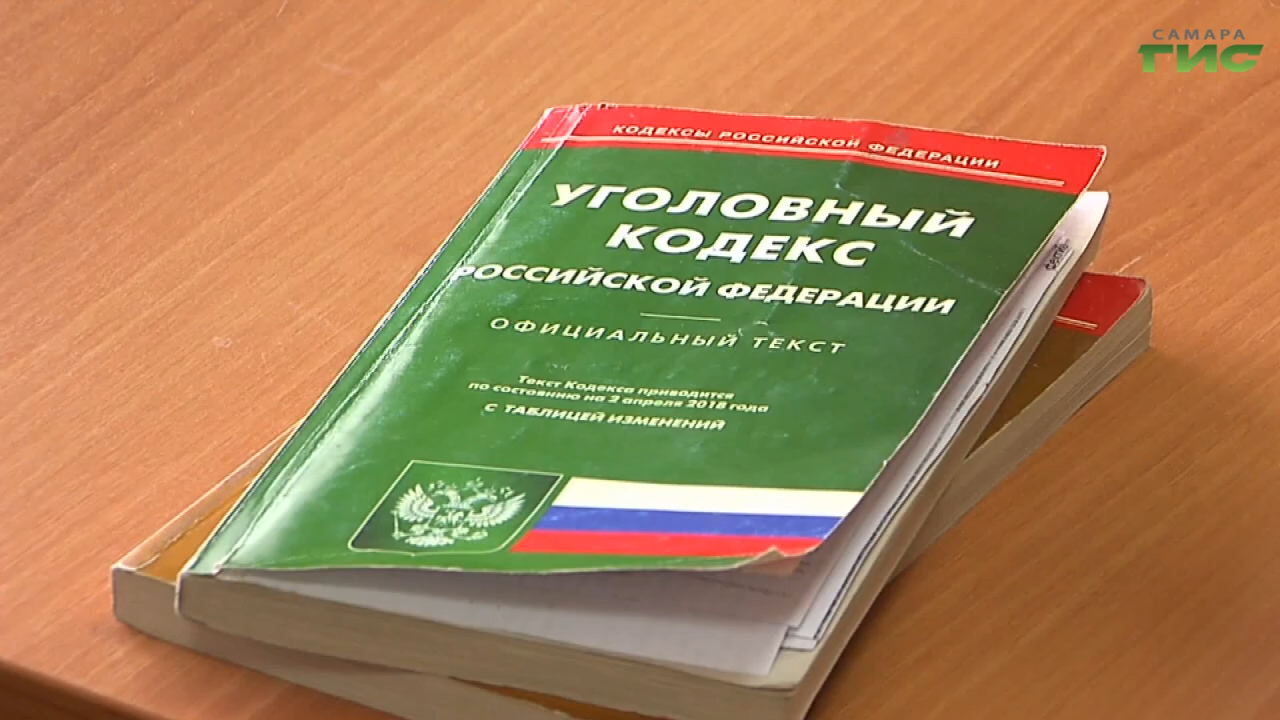 САМАРА
ГИС
КОДЕКСЫ РОССИЙСКОЙ ФЕДЕРАЦИИ
УГОЛОВНЫЙ
КОДЕКС
РОССИЙСКОЙ ФЕДЕРАЦИИ
ОФИЦИАЛЬНЫЙ ТЕКСТ
Текст Кодекса приводится
по состоянию на 2 апреля 2018 года
С ТАБЛИЦЕЙ ИЗМЕНЕНИЙ